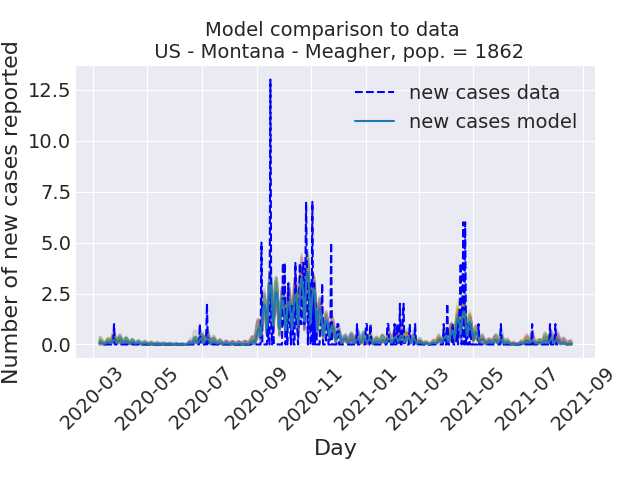 Model comparison to data
US - Montana - Meagher, pop. = 1862
Number of new cases reported
12.5
10.0
7.5
5.0
2.5
0.0
new cases data
new cases model
2020-03
2020-05
2020-07
2020-09
2020-11
2021-01
2021-03
2021-05
2021-07
2021-09
Day